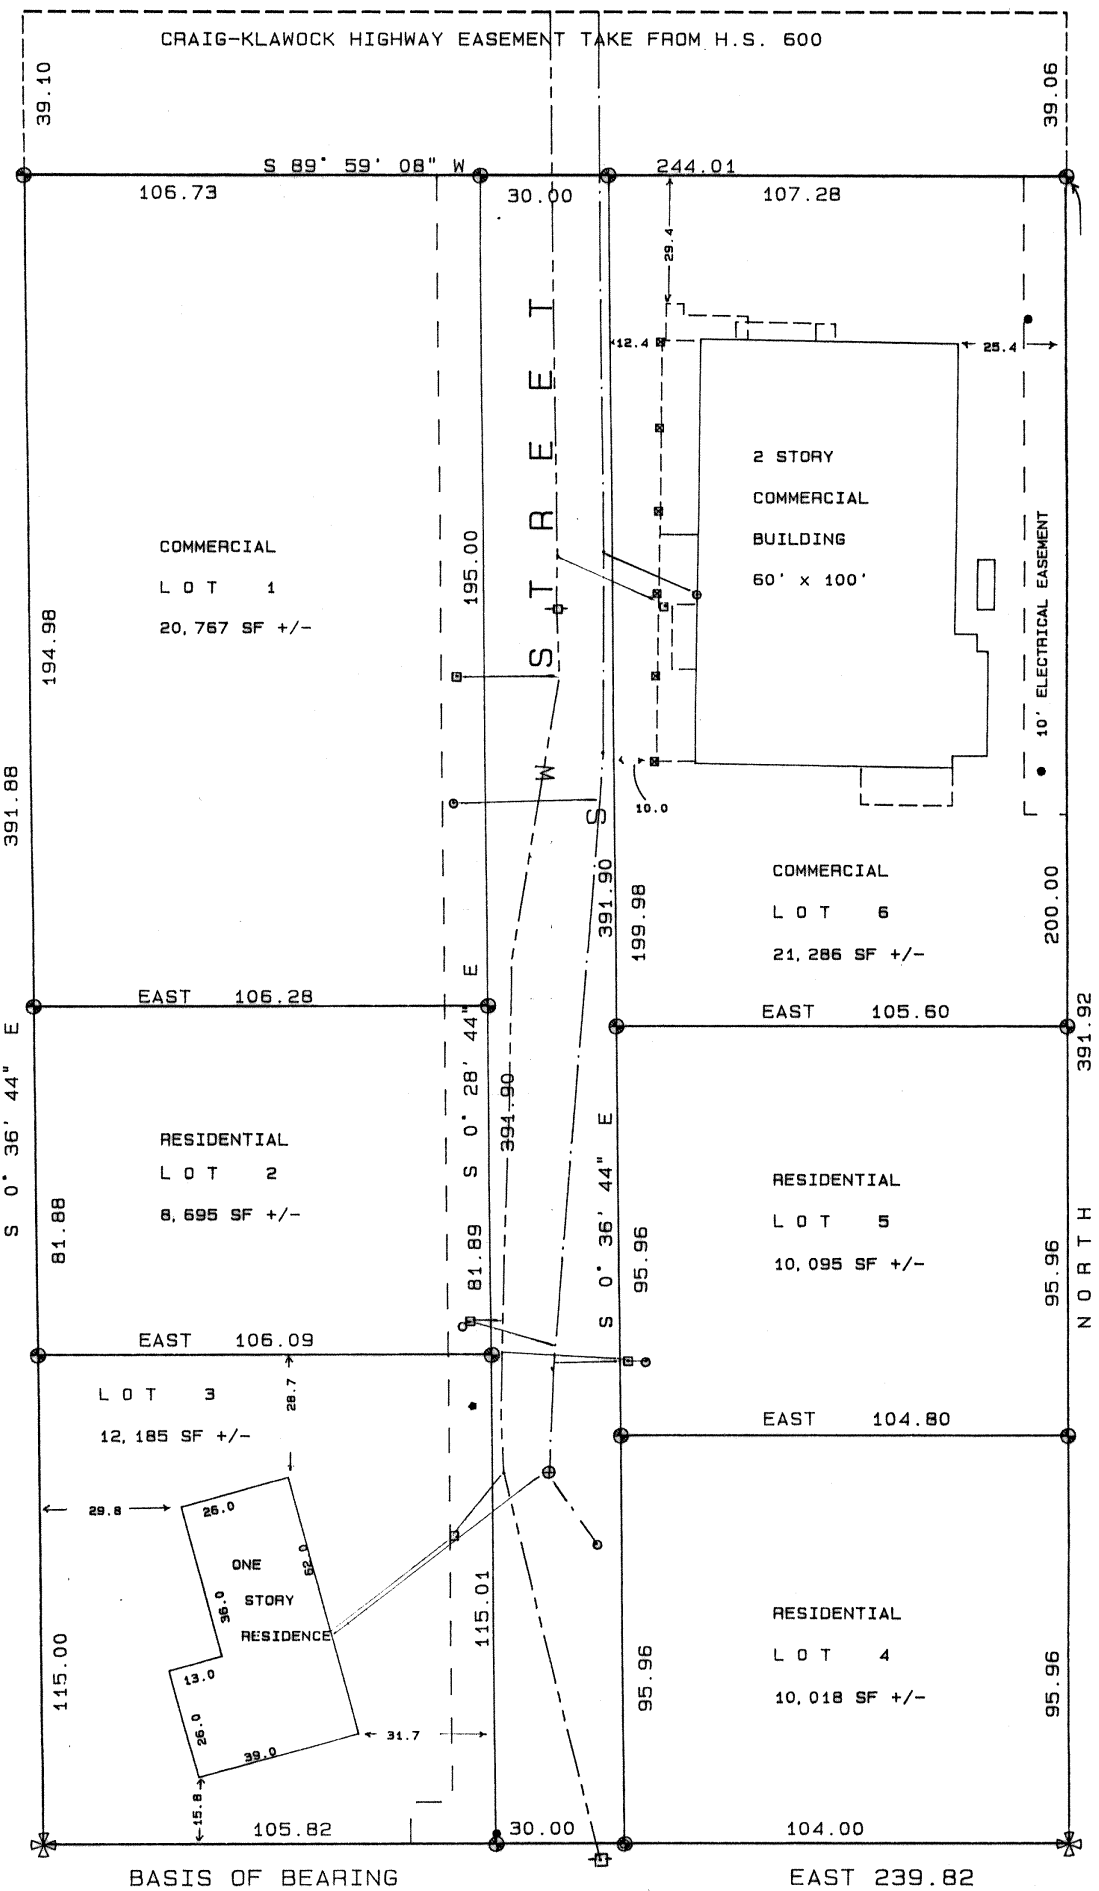 CRAIG-KLAWOCK HIGHWAY EASEMENT TAKE FROM H.S. 600
39.10
39.06
S 89° 59' 08" W
244.01
106.73
30.00
107.28
29.4
12.4
25.4
STREET
2 STORY
COMMERCIAL
BUILDING
60' x 100'
10' ELECTRICAL EASEMENT
COMMERCIAL
LOT 1
20,767 SF +/-
195.00
194.98
391.88
W
S
10.0
391.90
199.98
COMMERCIAL
LOT 6
21,286 SF +/-
200.00
EAST 106.28
EAST 105.60
391.92
S 0° 36' 44" E
S 0° 28' 44" E
391.90
RESIDENTIAL
LOT 2
8,695 SF +/-
81.88
81.89
S 0° 36' 44" E
95.96
RESIDENTIAL
LOT 5
10,095 SF +/-
95.96
NORTH
EAST 106.09
LOT 3
12,185 SF +/-
28.7
EAST 104.80
29.8
26.0
62.0
ONE
STORY
RESIDENCE
36.0
13.0
26.0
39.0
31.7
15.8
115.00
115.01
95.96
RESIDENTIAL
LOT 4
10,018 SF +/-
95.96
105.82
30.00
104.00
BASIS OF BEARING
EAST 239.82